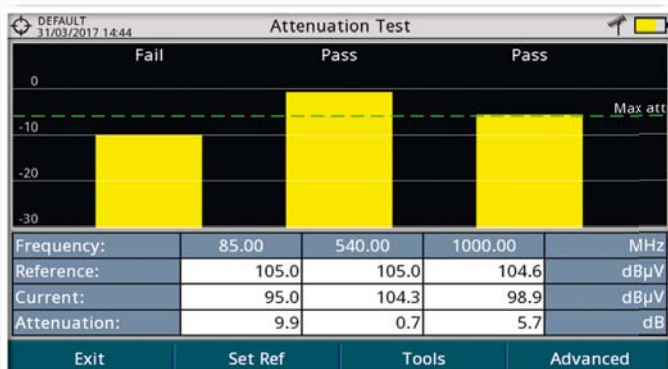 DEFAULT
31/03/2017 14:44
Attenuation Test
Fail Pass Pass
0
Max att
-10
-20
-30
Frequency: 85.00 540.00 1000.00 MHz
Reference: 105.0 105.0 104.6 dBµV
Current: 95.0 104.3 98.9 dBµV
Attenuation: 9.9 0.7 5.7 dB
Exit Set Ref Tools Advanced